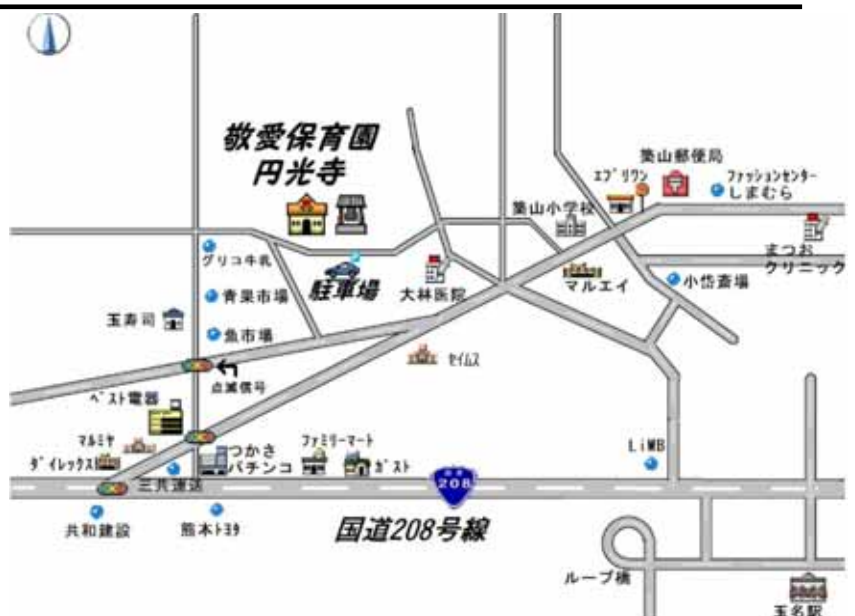 敬愛保育園
円光寺
築山郵便局
エブリワン
ファッションセンター
しまむら
築山小学校
まつお
クリニック
グリコ牛乳
駐車場
大林医院
マルエイ
小岱斎場
青果市場
玉寿司
魚市場
点滅信号
セイムス
ベスト電器
マルミヤ
ダイレックス
三共運送
つかさ
パチンコ
ファミリーマート
ガスト
LiMB
国道
208
共和建設
熊本トヨタ
国道208号線
ループ橋
玉名駅